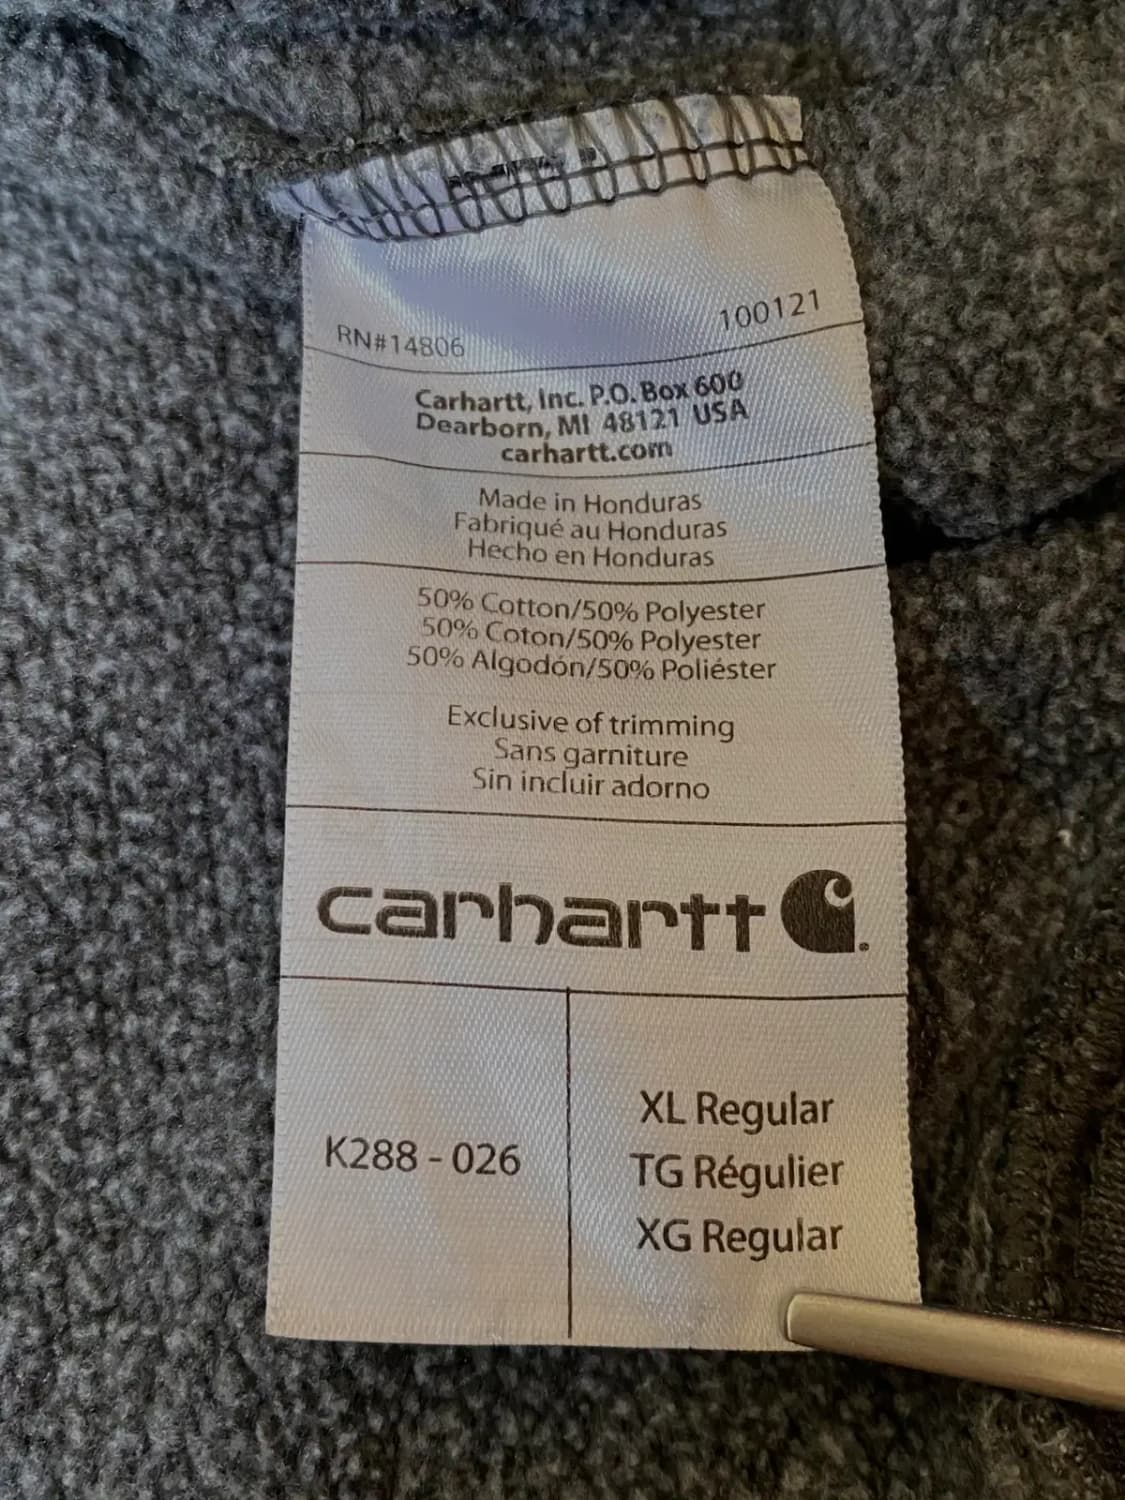 RN#14806 100121
Carhartt, Inc. P.O. Box 600
Dearborn, MI 48121 USA
carhartt.com
Made in Honduras
Fabriqué au Honduras
Hecho en Honduras
50% Cotton/50% Polyester
50% Coton/50% Polyester
50% Algodón/50% Poliéster
Exclusive of trimming
Sans garniture
Sin incluir adorno
carhartt
K288 - 026
XL Regular
TG Régulier
XG Regular